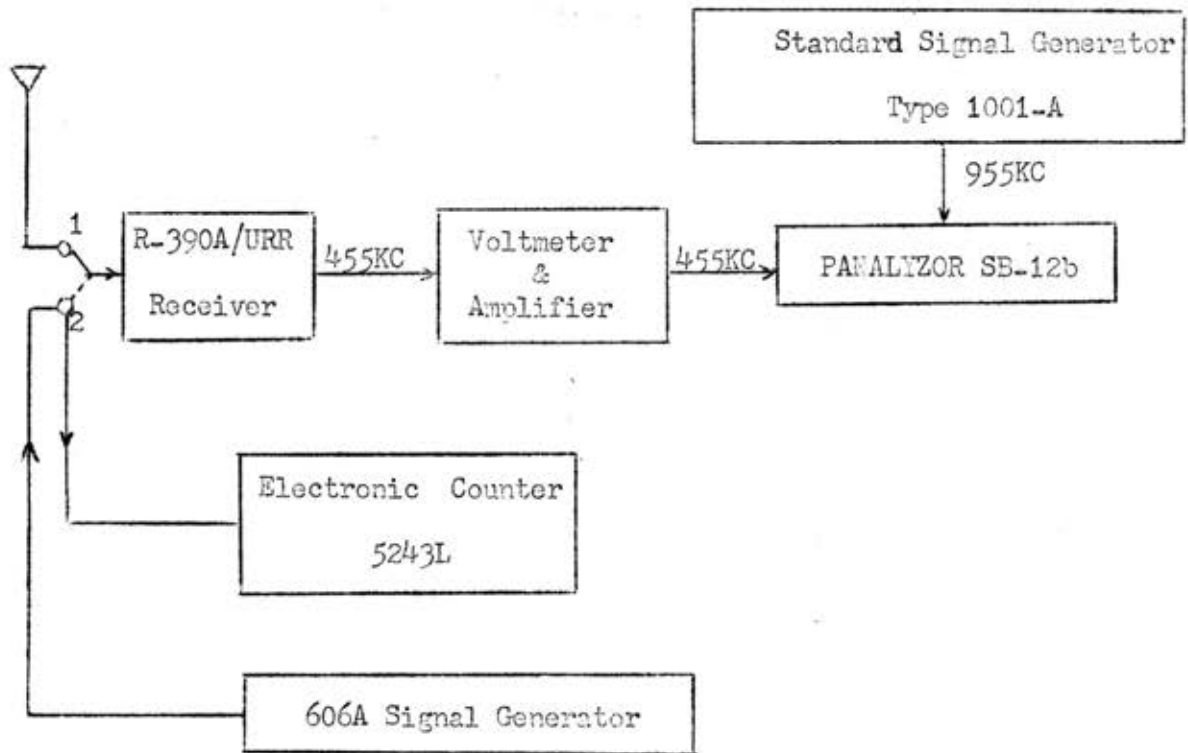 Standard Signal Generator
Type 1001-A
955KC
1
R-390A/URR
Receiver
455KC
Voltmeter
&
Amplifier
455KC
PANALYZOR SB-12b
2
Electronic Counter
5243L
606A Signal Generator